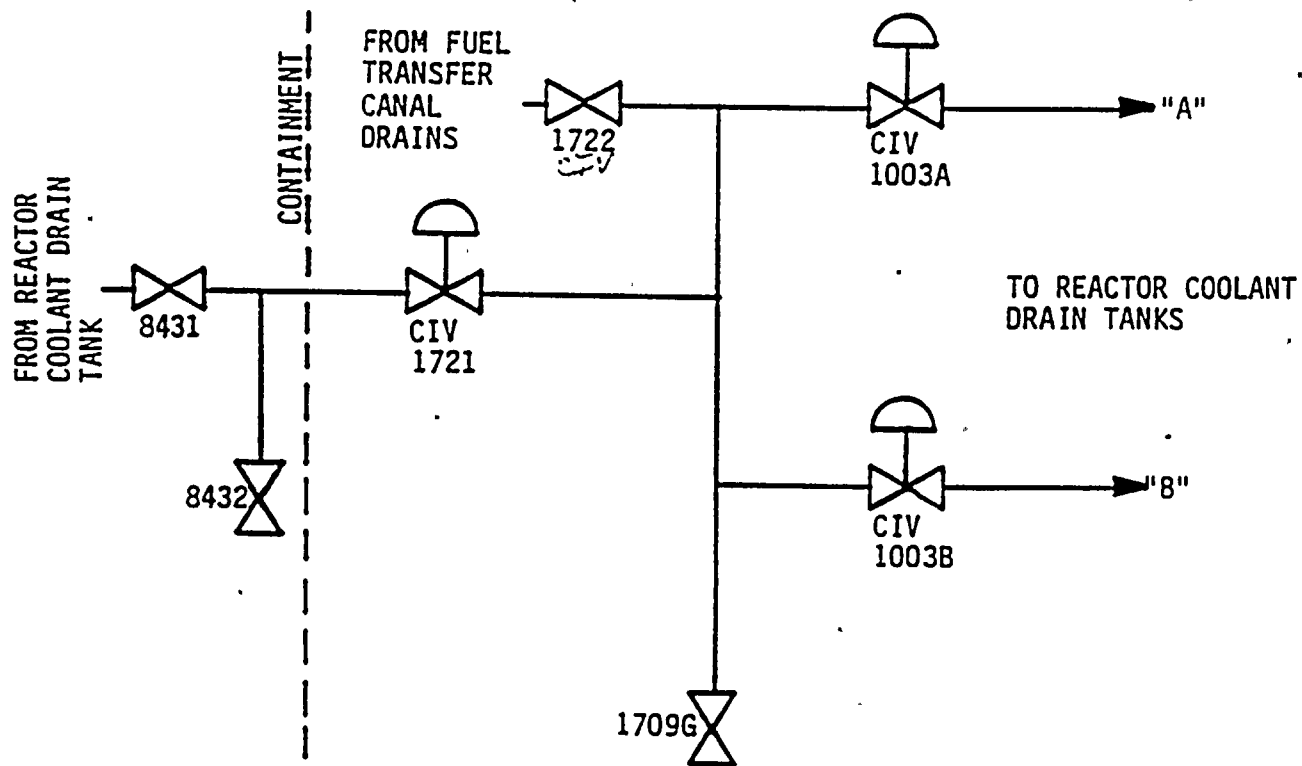 FROM FUEL
TRANSFER
CANAL
DRAINS
1722
CIV
1003A
"A"
CONTAINMENT
FROM REACTOR
COOLANT DRAIN
TANK
8431
CIV
1721
TO REACTOR COOLANT
DRAIN TANKS
8432
CIV
1003B
"B"
1709G